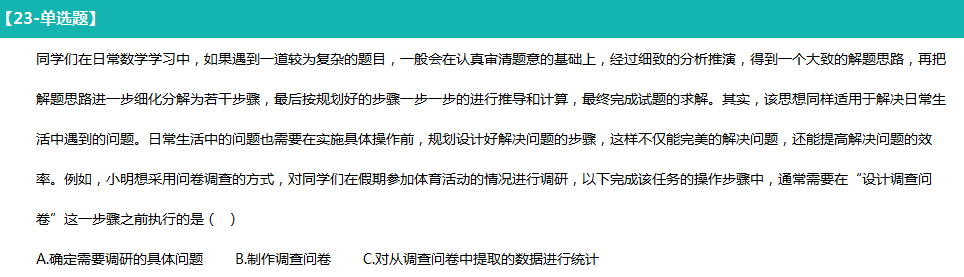 【23-单选题】
同学们在日常数学学习中，如果遇到一道较为复杂的题目，一般会在认真审清题意的基础上，经过细致的分析推演，得到一个大致的解题思路，再把
解题思路进一步细化分解为若干步骤，最后按规划好的步骤一步一步的进行推导和计算，最终完成试题的求解。其实，该思想同样适用于解决日常生
活中遇到的问题。日常生活中的问题也需要在实施具体操作前，规划设计好解决问题的步骤，这样不仅能完美的解决问题，还能提高解决问题的效
率。例如，小明想采用问卷调查的方式，对同学们在假期参加体育活动的情况进行调研，以下完成该任务的操作步骤中，通常需要在“设计调查问
卷”这一步骤之前执行的是（ ）
A.确定需要调研的具体问题 B.制作调查问卷 C.对从调查问卷中提取的数据进行统计